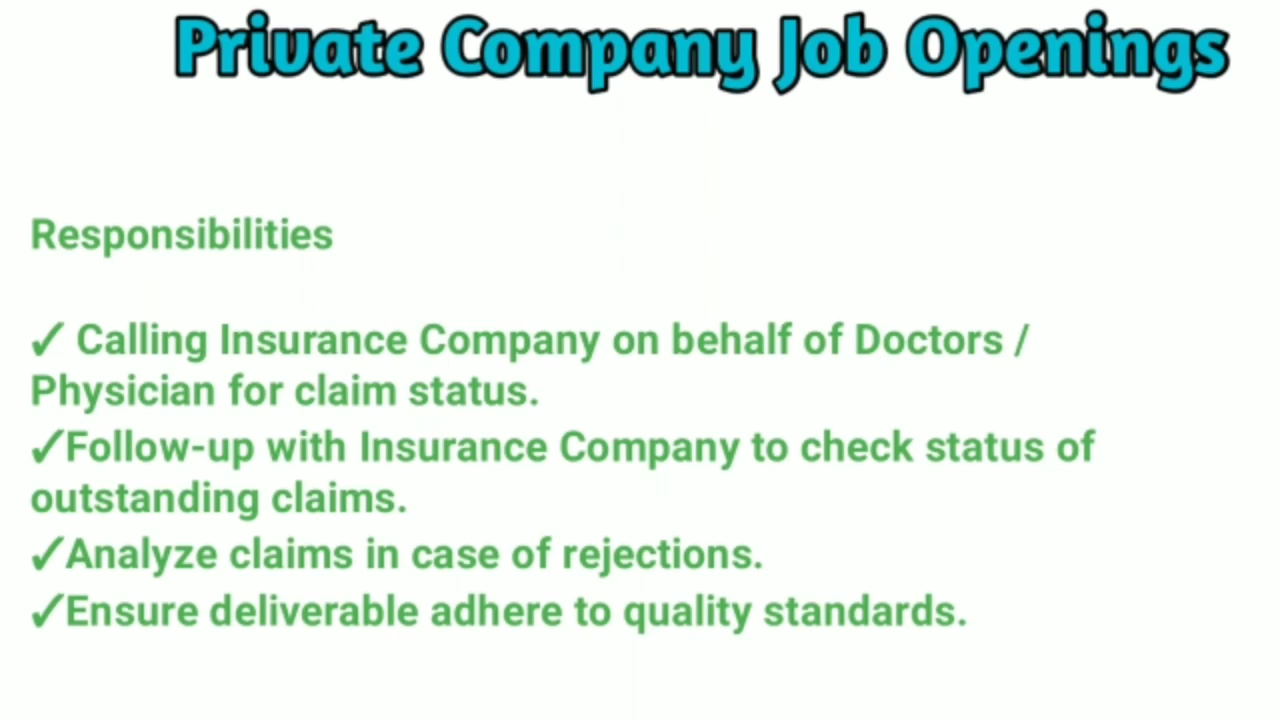 Private Company Job Openings
Responsibilities
✓ Calling Insurance Company on behalf of Doctors /
Physician for claim status.
✓Follow-up with Insurance Company to check status of
outstanding claims.
✓Analyze claims in case of rejections.
✓Ensure deliverable adhere to quality standards.